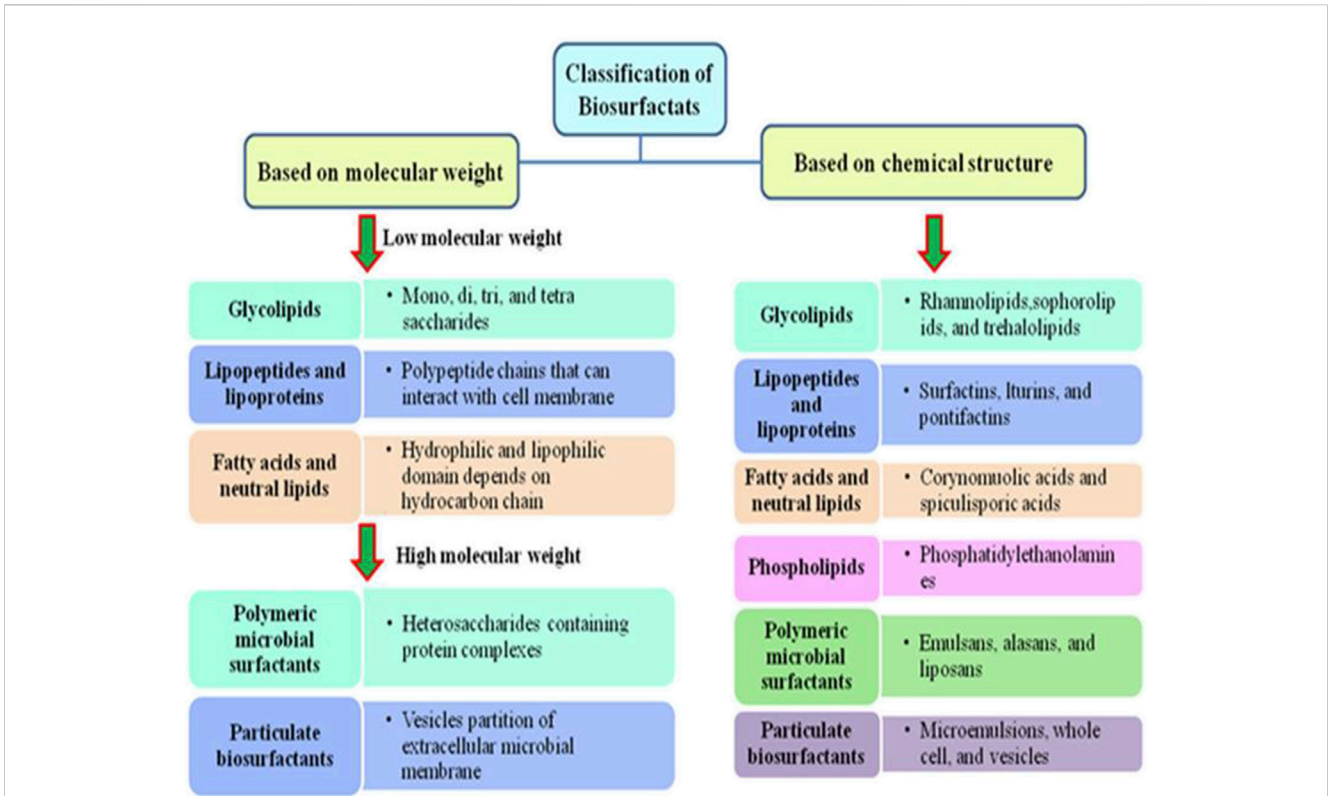 Classification of
Biosurfactats
Based on molecular weight
Based on chemical structure
Low molecular weight
Glycolipids
• Mono, di, tri, and tetra
saccharides
Lipopeptides and
lipoproteins
• Polypeptide chains that can
interact with cell membrane
Fatty acids and
neutral lipids
• Hydrophilic and lipophilic
domain depends on
hydrocarbon chain
High molecular weight
Polymeric
microbial
surfactants
• Heterosaccharides containing
protein complexes
Particulate
biosurfactants
• Vesicles partition of
extracellular microbial
membrane
Glycolipids
• Rhamnolipids,sophorolip
ids, and trehalolipids
Lipopeptides
and
lipoproteins
• Surfactins, Iturins, and
pontifactins
Fatty acids and
neutral lipids
• Corynomuolic acids and
spiculisporic acids
Phospholipids
• Phosphatidylethanolamin
es
Polymeric
microbial
surfactants
• Emulsans, alasans, and
liposans
Particulate
biosurfactants
• Microemulsions, whole
cell, and vesicles